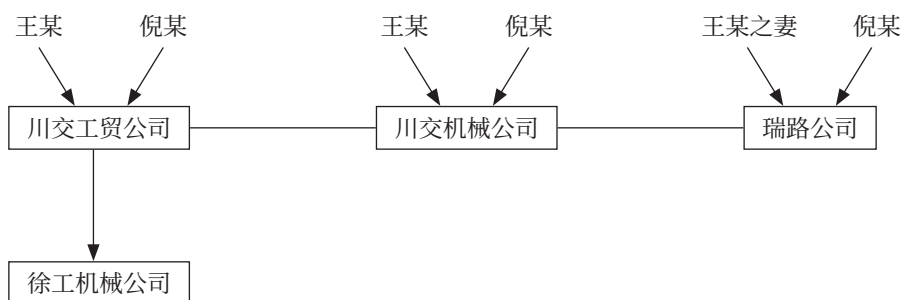 王某 倪某 王某 倪某 王某之妻 倪某
川交工贸公司 川交机械公司 瑞路公司
徐工机械公司